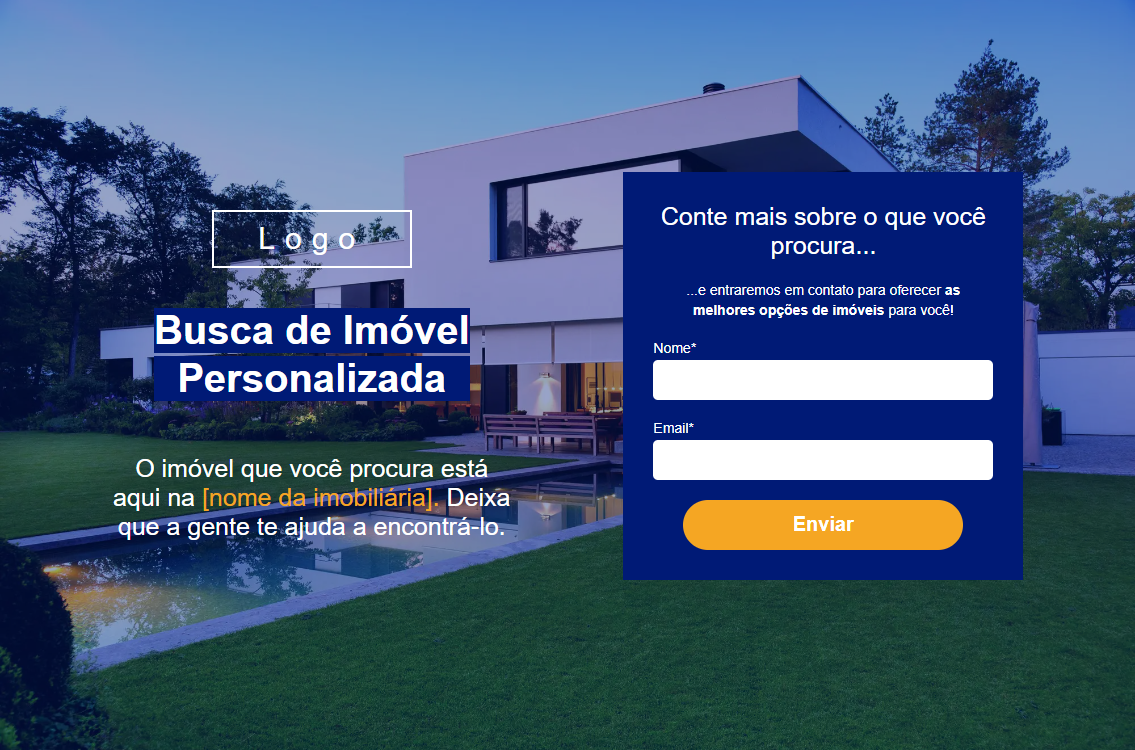 Logo
Busca de Imóvel
Personalizada
O imóvel que você procura está
aqui na [nome da imobiliária]. Deixa
que a gente te ajuda a encontrá-lo.
Conte mais sobre o que você
procura...
...e entraremos em contato para oferecer as
melhores opções de imóveis para você!
Nome*
Email*
Enviar